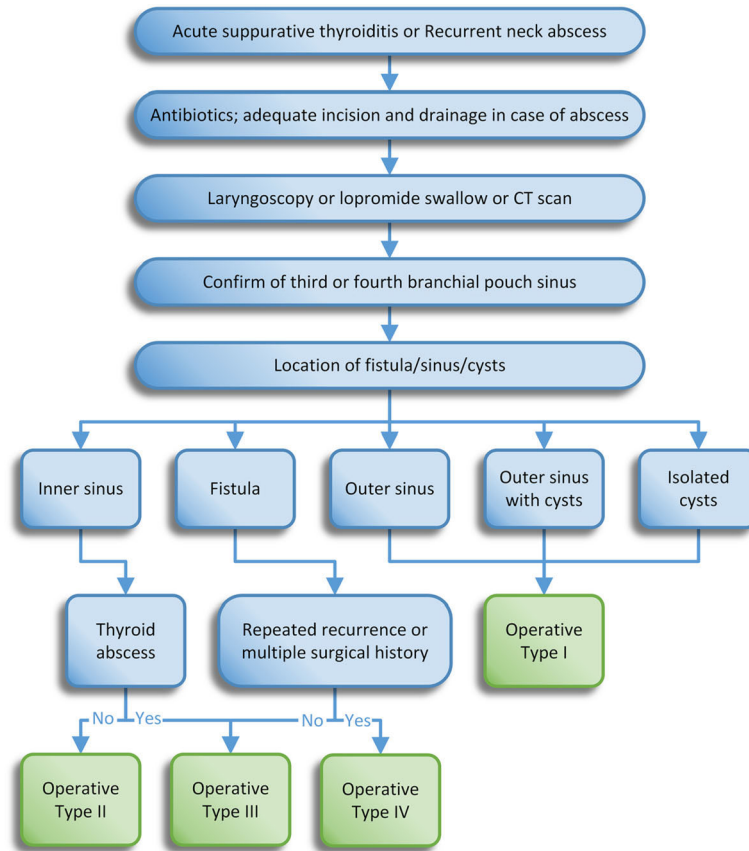 Acute suppurative thyroiditis or Recurrent neck abscess
Antibiotics; adequate incision and drainage in case of abscess
Laryngoscopy or lopromide swallow or CT scan
Confirm of third or fourth branchial pouch sinus
Location of fistula/sinus/cysts
Inner sinus
Fistula
Outer sinus
Outer sinus
with cysts
Isolated
cysts
Thyroid
abscess
Repeated recurrence or
multiple surgical history
Operative
Type I
No
Yes
No
Yes
Operative
Type II
Operative
Type III
Operative
Type IV